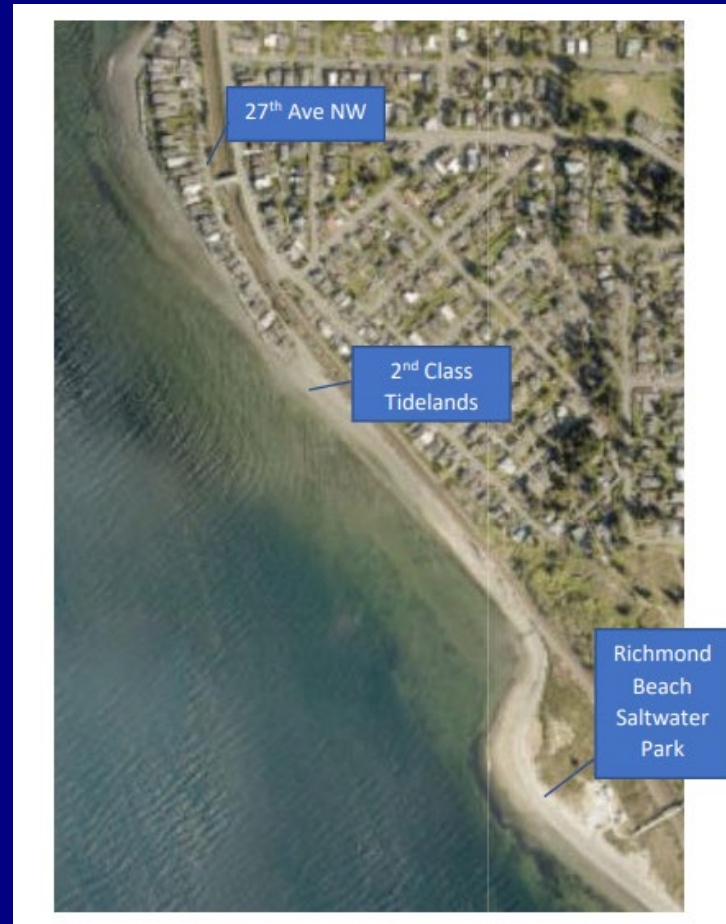 27th Ave NW
2nd Class
Tidelands
Richmond
Beach
Saltwater
Park